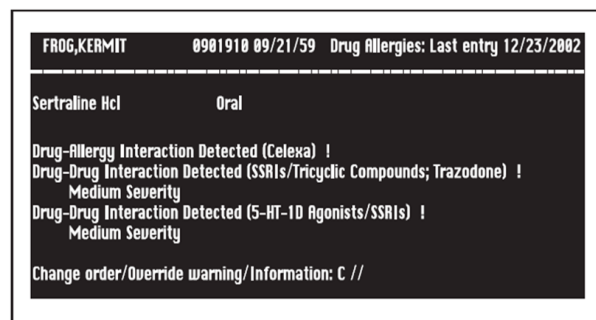 FROG,KERMIT 0901910 09/21/59 Drug Allergies: Last entry 12/23/2002
Sertraline Hcl Oral
Drug-Allergy Interaction Detected (Celexa) !
Drug-Drug Interaction Detected (SSRIs/Tricyclic Compounds; Trazodone) !
Medium Severity
Drug-Drug Interaction Detected (5-HT-1D Agonists/SSRIs) !
Medium Severity
Change order/Override warning/Information: C //